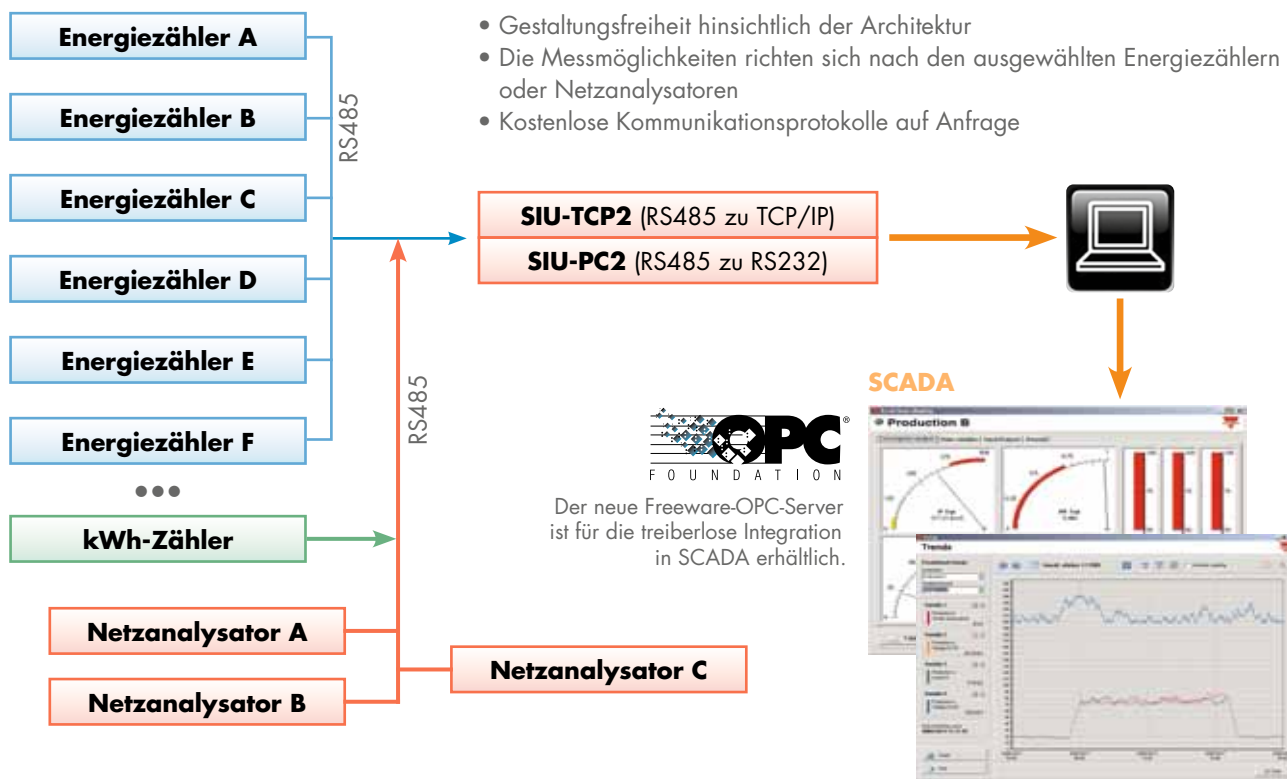 Energiezähler A
Energiezähler B
Energiezähler C
Energiezähler D
Energiezähler E
Energiezähler F
•••
kWh-Zähler
Netzanalysator A
Netzanalysator B
Netzanalysator C
RS485
RS485
• Gestaltungsfreiheit hinsichtlich der Architektur
• Die Messmöglichkeiten richten sich nach den ausgewählten Energiezählern
oder Netzanalysatoren
• Kostenlose Kommunikationsprotokolle auf Anfrage
SIU-TCP2 (RS485 zu TCP/IP)
SIU-PC2 (RS485 zu RS232)
OPC®
FOUNDATION
Der neue Freeware-OPC-Server
ist für die treiberlose Integration
in SCADA erhältlich.
SCADA
Production B
Trends